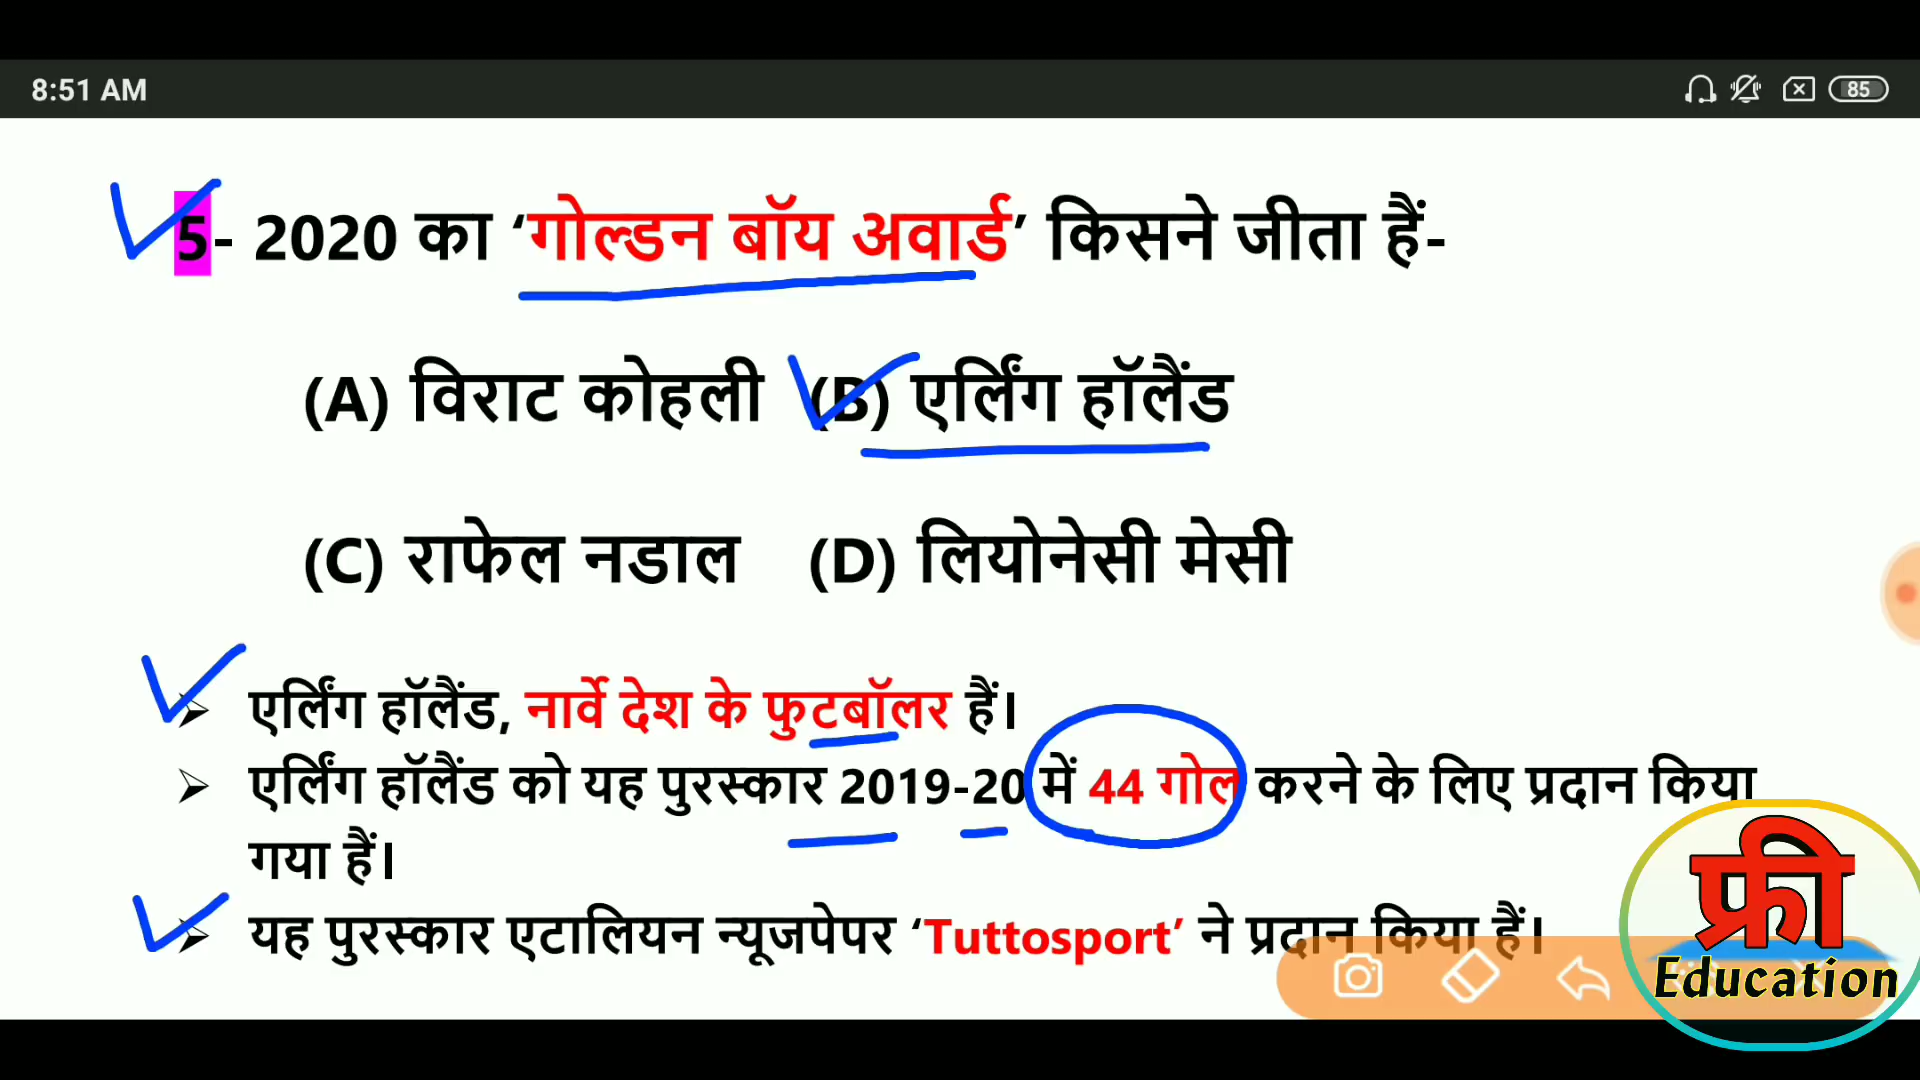 8:51 AM
85
5- 2020 का ‘गोल्डन बॉय अवार्ड’ किसने जीता हैं-
(A) विराट कोहली (B) एर्लिंग हॉलैंड
(C) राफेल नडाल (D) लियोनेसी मेसी
एर्लिंग हॉलैंड, नार्वे देश के फुटबॉलर हैं।
एर्लिंग हॉलैंड को यह पुरस्कार 2019-20 में 44 गोल करने के लिए प्रदान किया
गया हैं।
यह पुरस्कार एटालियन न्यूजपेपर ‘Tuttosport’ ने प्रदान किया हैं।
फ्री
Education